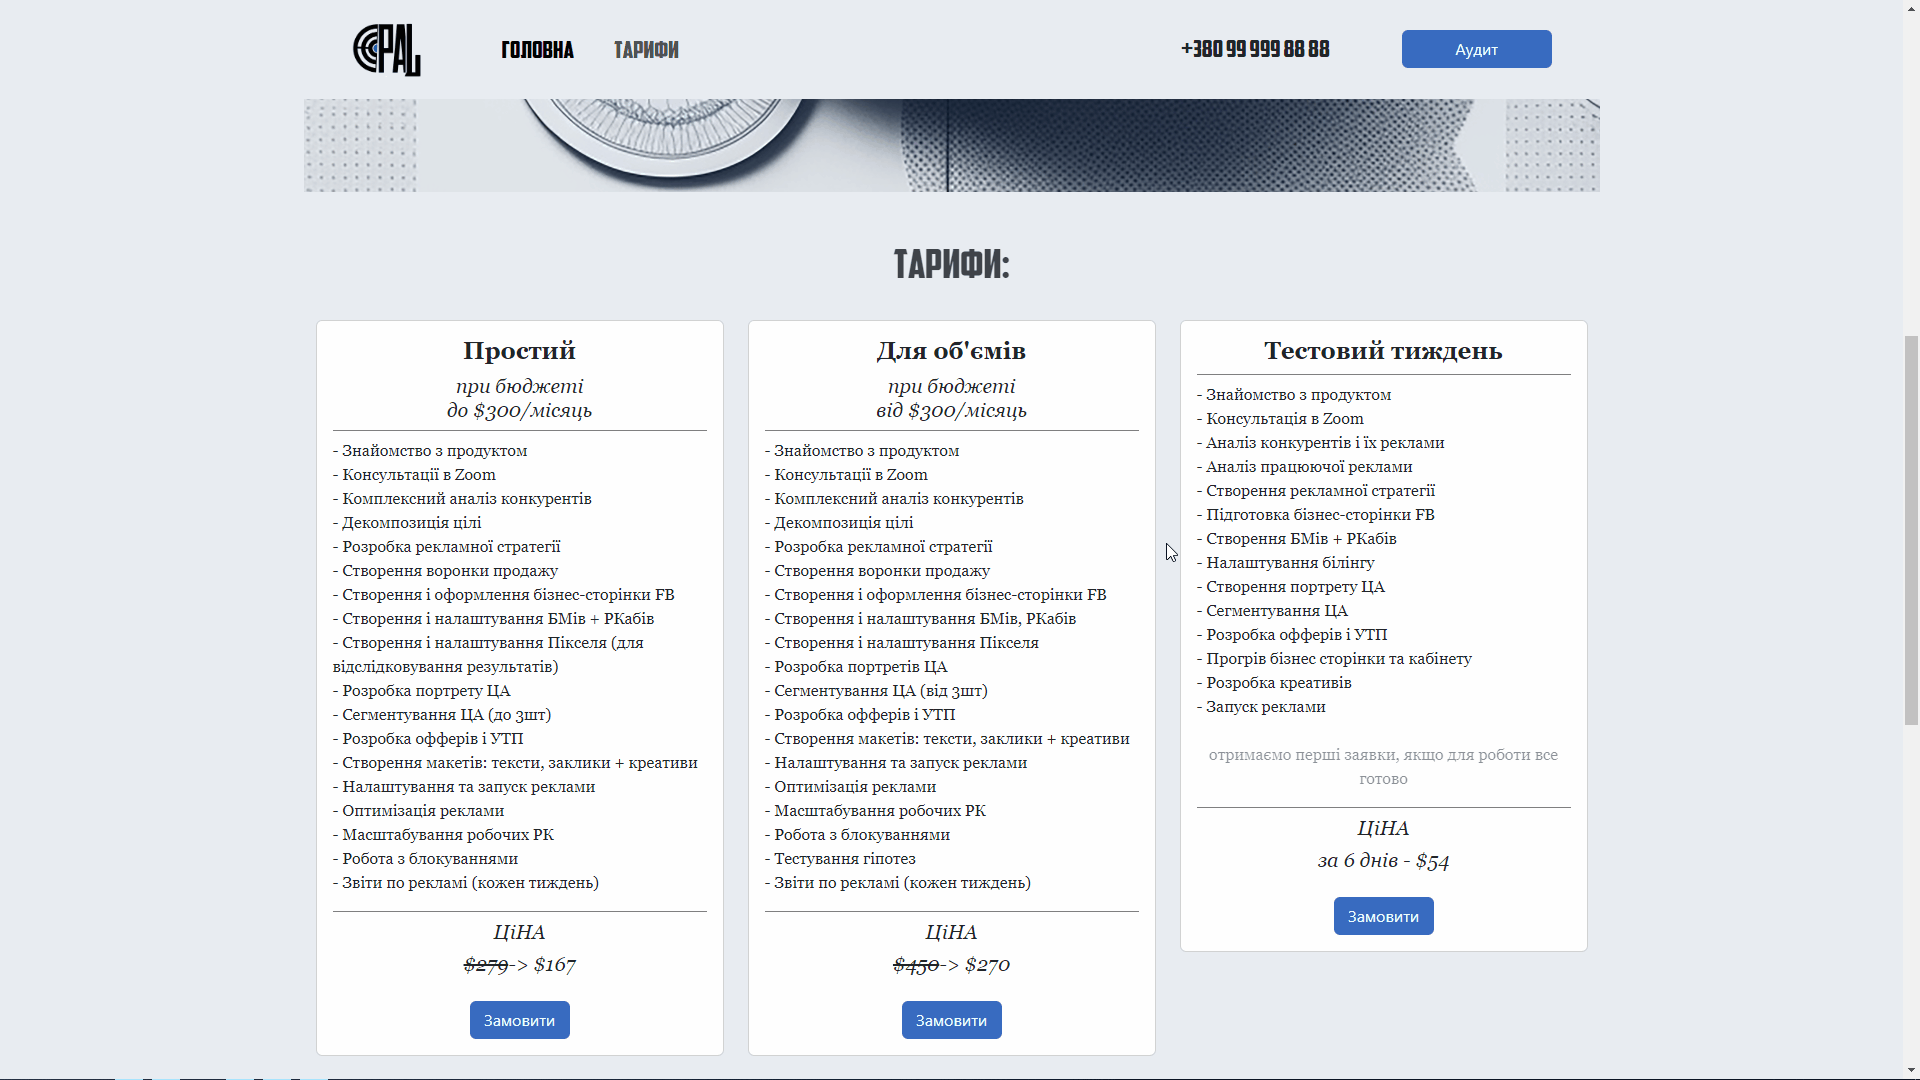 PAL
ГОЛОВНА
ТАРИФИ
+380 99 999 88 88
Аудит
ТАРИФИ:
Простий
при бюджеті
до $300/місяць
- Знайомство з продуктом
- Консультації в Zoom
- Комплексний аналіз конкурентів
- Декомпозиція цілі
- Розробка рекламної стратегії
- Створення воронки продажу
- Створення і оформлення бізнес-сторінки FB
- Створення і налаштування БМів + РКабів
- Створення і налаштування Пікселя (для
відслідковування результатів)
- Розробка портрету ЦА
- Сегментування ЦА (до 3шт)
- Розробка офферів і УТП
- Створення макетів: тексти, заклики + креативи
- Налаштування та запуск реклами
- Оптимізація реклами
- Масштабування робочих РК
- Робота з блокуваннями
- Звіти по рекламі (кожен тиждень)
ЦіНА
$279-> $167
Замовити
Для об'ємів
при бюджеті
від $300/місяць
- Знайомство з продуктом
- Консультації в Zoom
- Комплексний аналіз конкурентів
- Декомпозиція цілі
- Розробка рекламної стратегії
- Створення воронки продажу
- Створення і оформлення бізнес-сторінки FB
- Створення і налаштування БМів, РКабів
- Створення і налаштування Пікселя
- Розробка портретів ЦА
- Сегментування ЦА (від 3шт)
- Розробка офферів і УТП
- Створення макетів: тексти, заклики + креативи
- Налаштування та запуск реклами
- Оптимізація реклами
- Масштабування робочих РК
- Робота з блокуваннями
- Тестування гіпотез
- Звіти по рекламі (кожен тиждень)
ЦіНА
$450-> $270
Замовити
Тестовий тиждень
- Знайомство з продуктом
- Консультація в Zoom
- Аналіз конкурентів і їх реклами
- Аналіз працюючої реклами
- Створення рекламної стратегії
- Підготовка бізнес-сторінки FB
- Створення БМів + РКабів
- Налаштування білінгу
- Створення портрету ЦА
- Сегментування ЦА
- Розробка офферів і УТП
- Прогрів бізнес сторінки та кабінету
- Розробка креативів
- Запуск реклами
отримаємо перші заявки, якщо для роботи все
готово
ЦіНА
за 6 днів - $54
Замовити